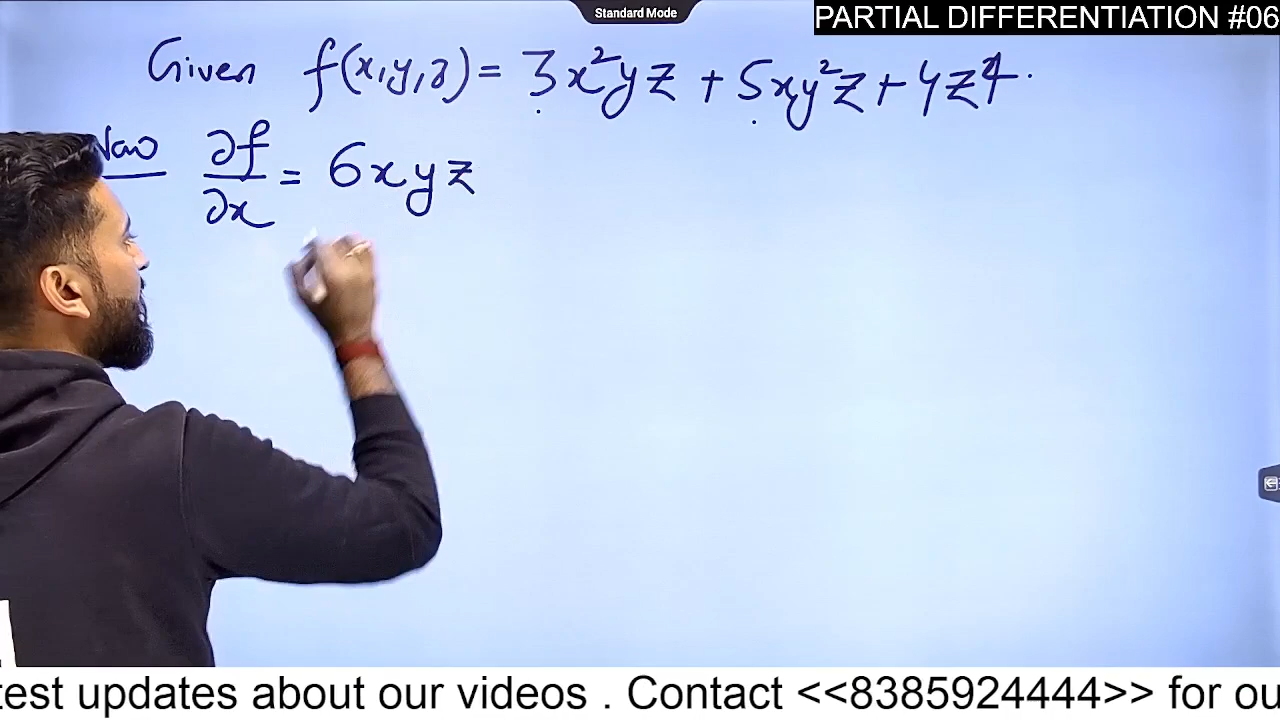 Standard Mode
PARTIAL DIFFERENTIATION #06
Given f(x,y,z) = 3x²yz + 5xy²z + 4z⁴.
Now ∂f/∂x = 6xyz
test updates about our videos . Contact <<8385924444>> for ou